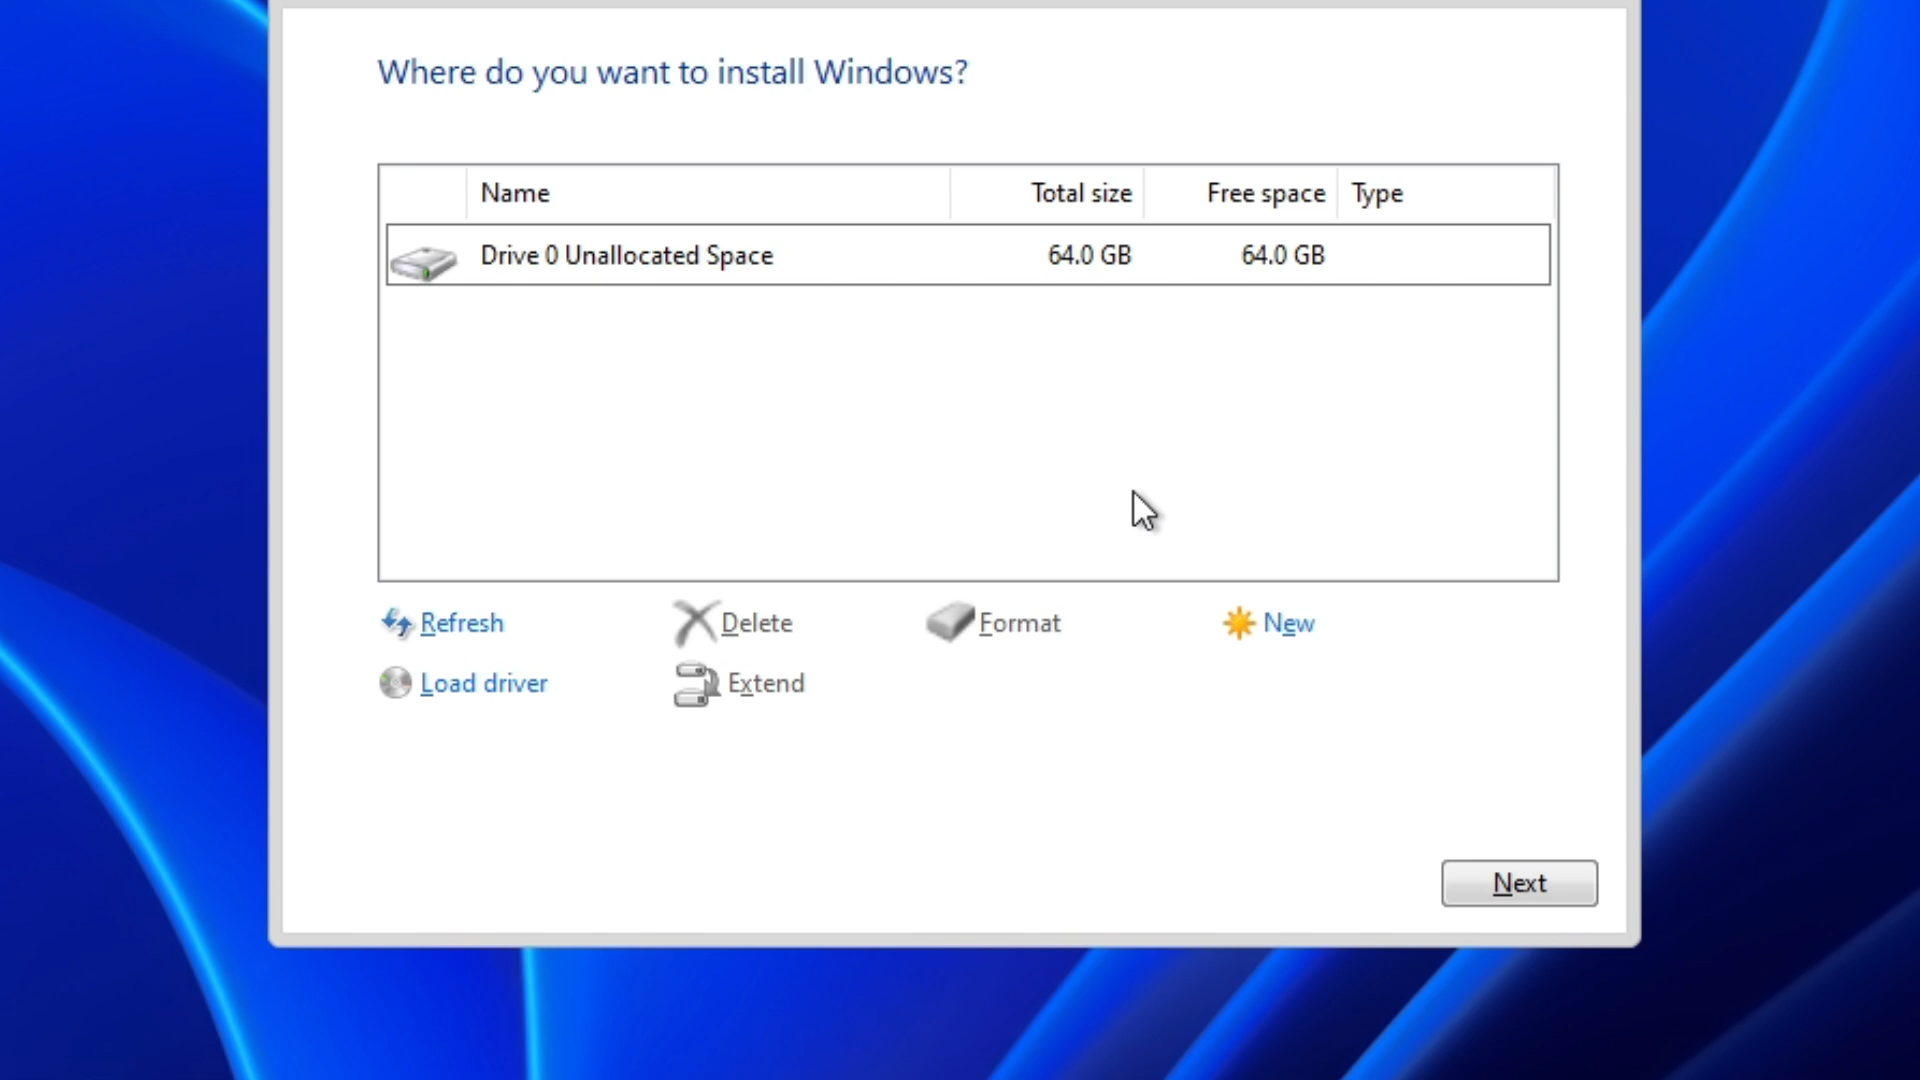 Where do you want to install Windows?
Name Total size Free space Type
Drive 0 Unallocated Space 64.0 GB 64.0 GB
Refresh Delete Format New
Load driver Extend
Next